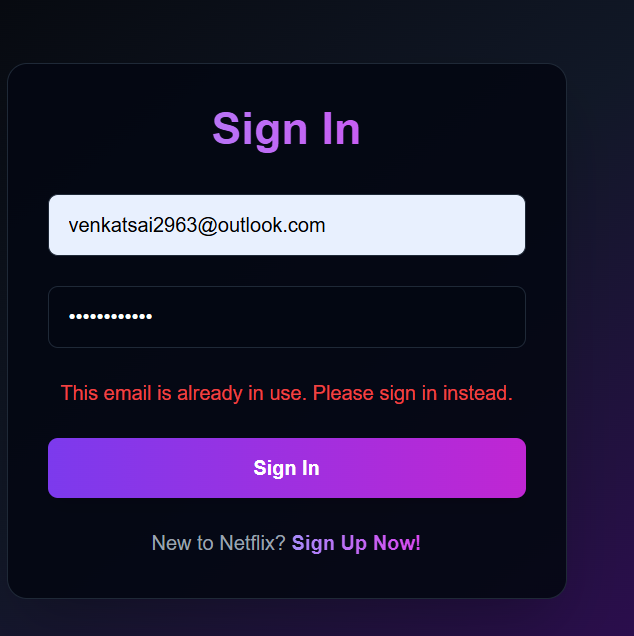 Sign In
venkatsai2963@outlook.com
••••••••••••
This email is already in use. Please sign in instead.
Sign In
New to Netflix? Sign Up Now!